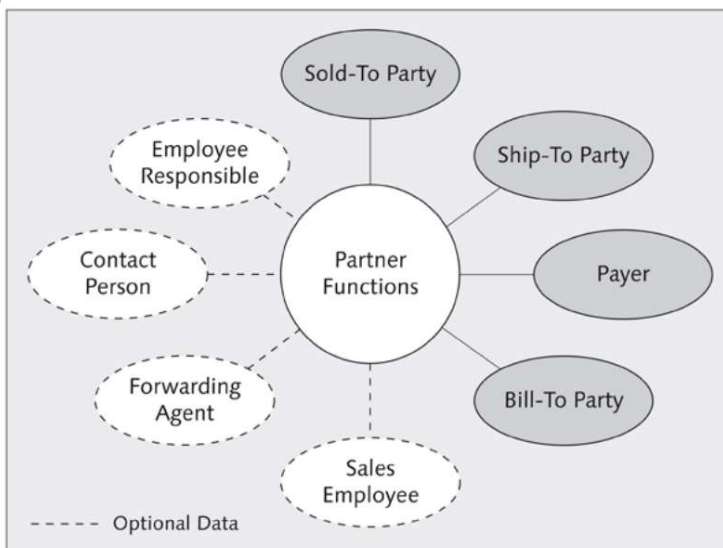 Sold-To Party
Employee
Responsible
Ship-To Party
Contact
Person
Partner
Functions
Payer
Forwarding
Agent
Bill-To Party
Sales
Employee
Optional Data